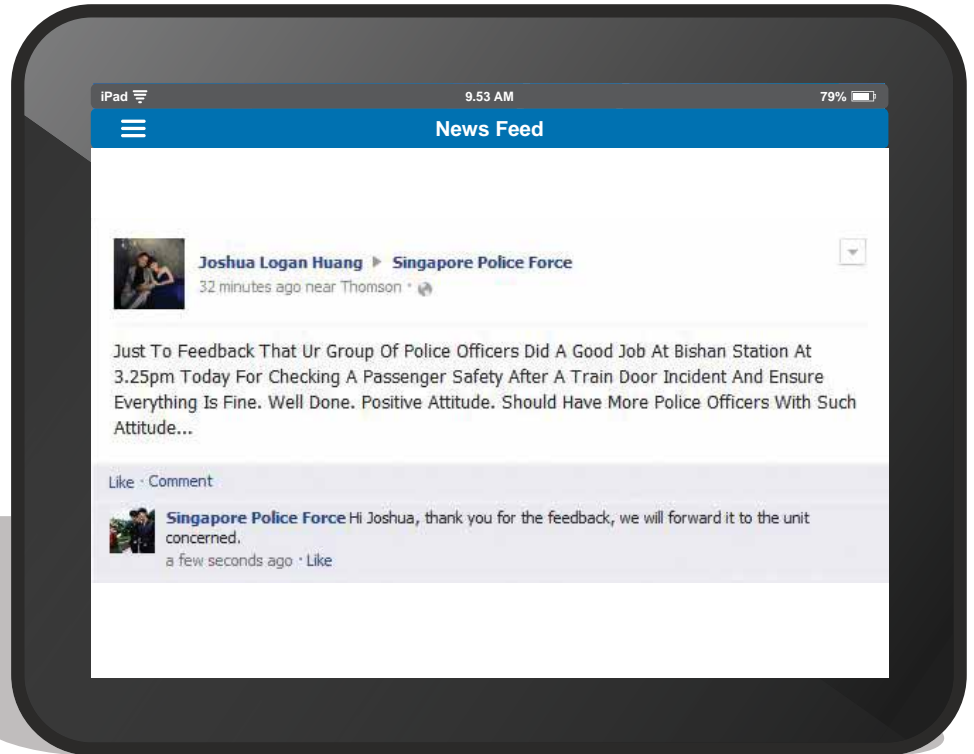 iPad 9.53 AM 79%
News Feed
Joshua Logan Huang Singapore Police Force
32 minutes ago near Thomson ·
Just To Feedback That Ur Group Of Police Officers Did A Good Job At Bishan Station At
3.25pm Today For Checking A Passenger Safety After A Train Door Incident And Ensure
Everything Is Fine. Well Done. Positive Attitude. Should Have More Police Officers With Such
Attitude...
Like · Comment
Singapore Police Force Hi Joshua, thank you for the feedback, we will forward it to the unit
concerned.
a few seconds ago · Like